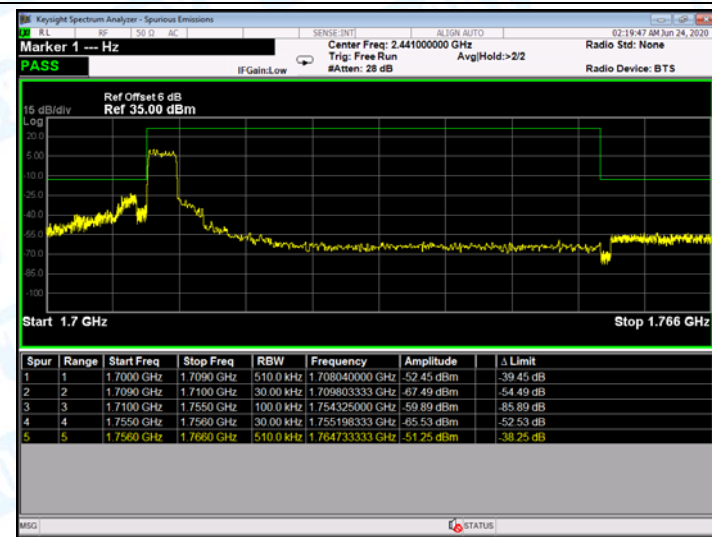 Keysight Spectrum Analyzer - Spurious Emissions
RL RF 50 Ω AC SENSE:INT ALIGN AUTO 02:19:47 AM Jun 24, 2020
Marker 1 --- Hz Center Freq: 2.441000000 GHz Radio Std: None
Trig: Free Run Avg|Hold:>2/2
PASS IFGain:Low #Atten: 28 dB Radio Device: BTS
Ref Offset 6 dB
15 dB/div Ref 35.00 dBm
Log
20.0
5.00
-10.0
-25.0
-40.0
-55.0
-70.0
-85.0
-100
Start 1.7 GHz Stop 1.766 GHz
Spur Range Start Freq Stop Freq RBW Frequency Amplitude Δ Limit
1 1 1.7000 GHz 1.7090 GHz 510.0 kHz 1.708040000 GHz -52.45 dBm -39.45 dB
2 2 1.7090 GHz 1.7100 GHz 30.00 kHz 1.709803333 GHz -67.49 dBm -54.49 dB
3 3 1.7100 GHz 1.7550 GHz 100.0 kHz 1.754325000 GHz -59.89 dBm -85.89 dB
4 4 1.7550 GHz 1.7560 GHz 30.00 kHz 1.755198333 GHz -65.53 dBm -52.53 dB
5 5 1.7560 GHz 1.7660 GHz 510.0 kHz 1.764733333 GHz -51.25 dBm -38.25 dB
MSG STATUS